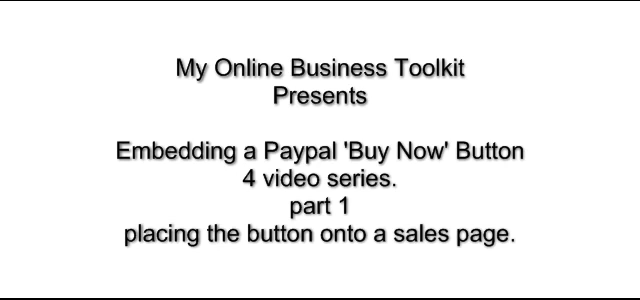 My Online Business Toolkit
Presents
Embedding a Paypal 'Buy Now' Button
4 video series.
part 1
placing the button onto a sales page.